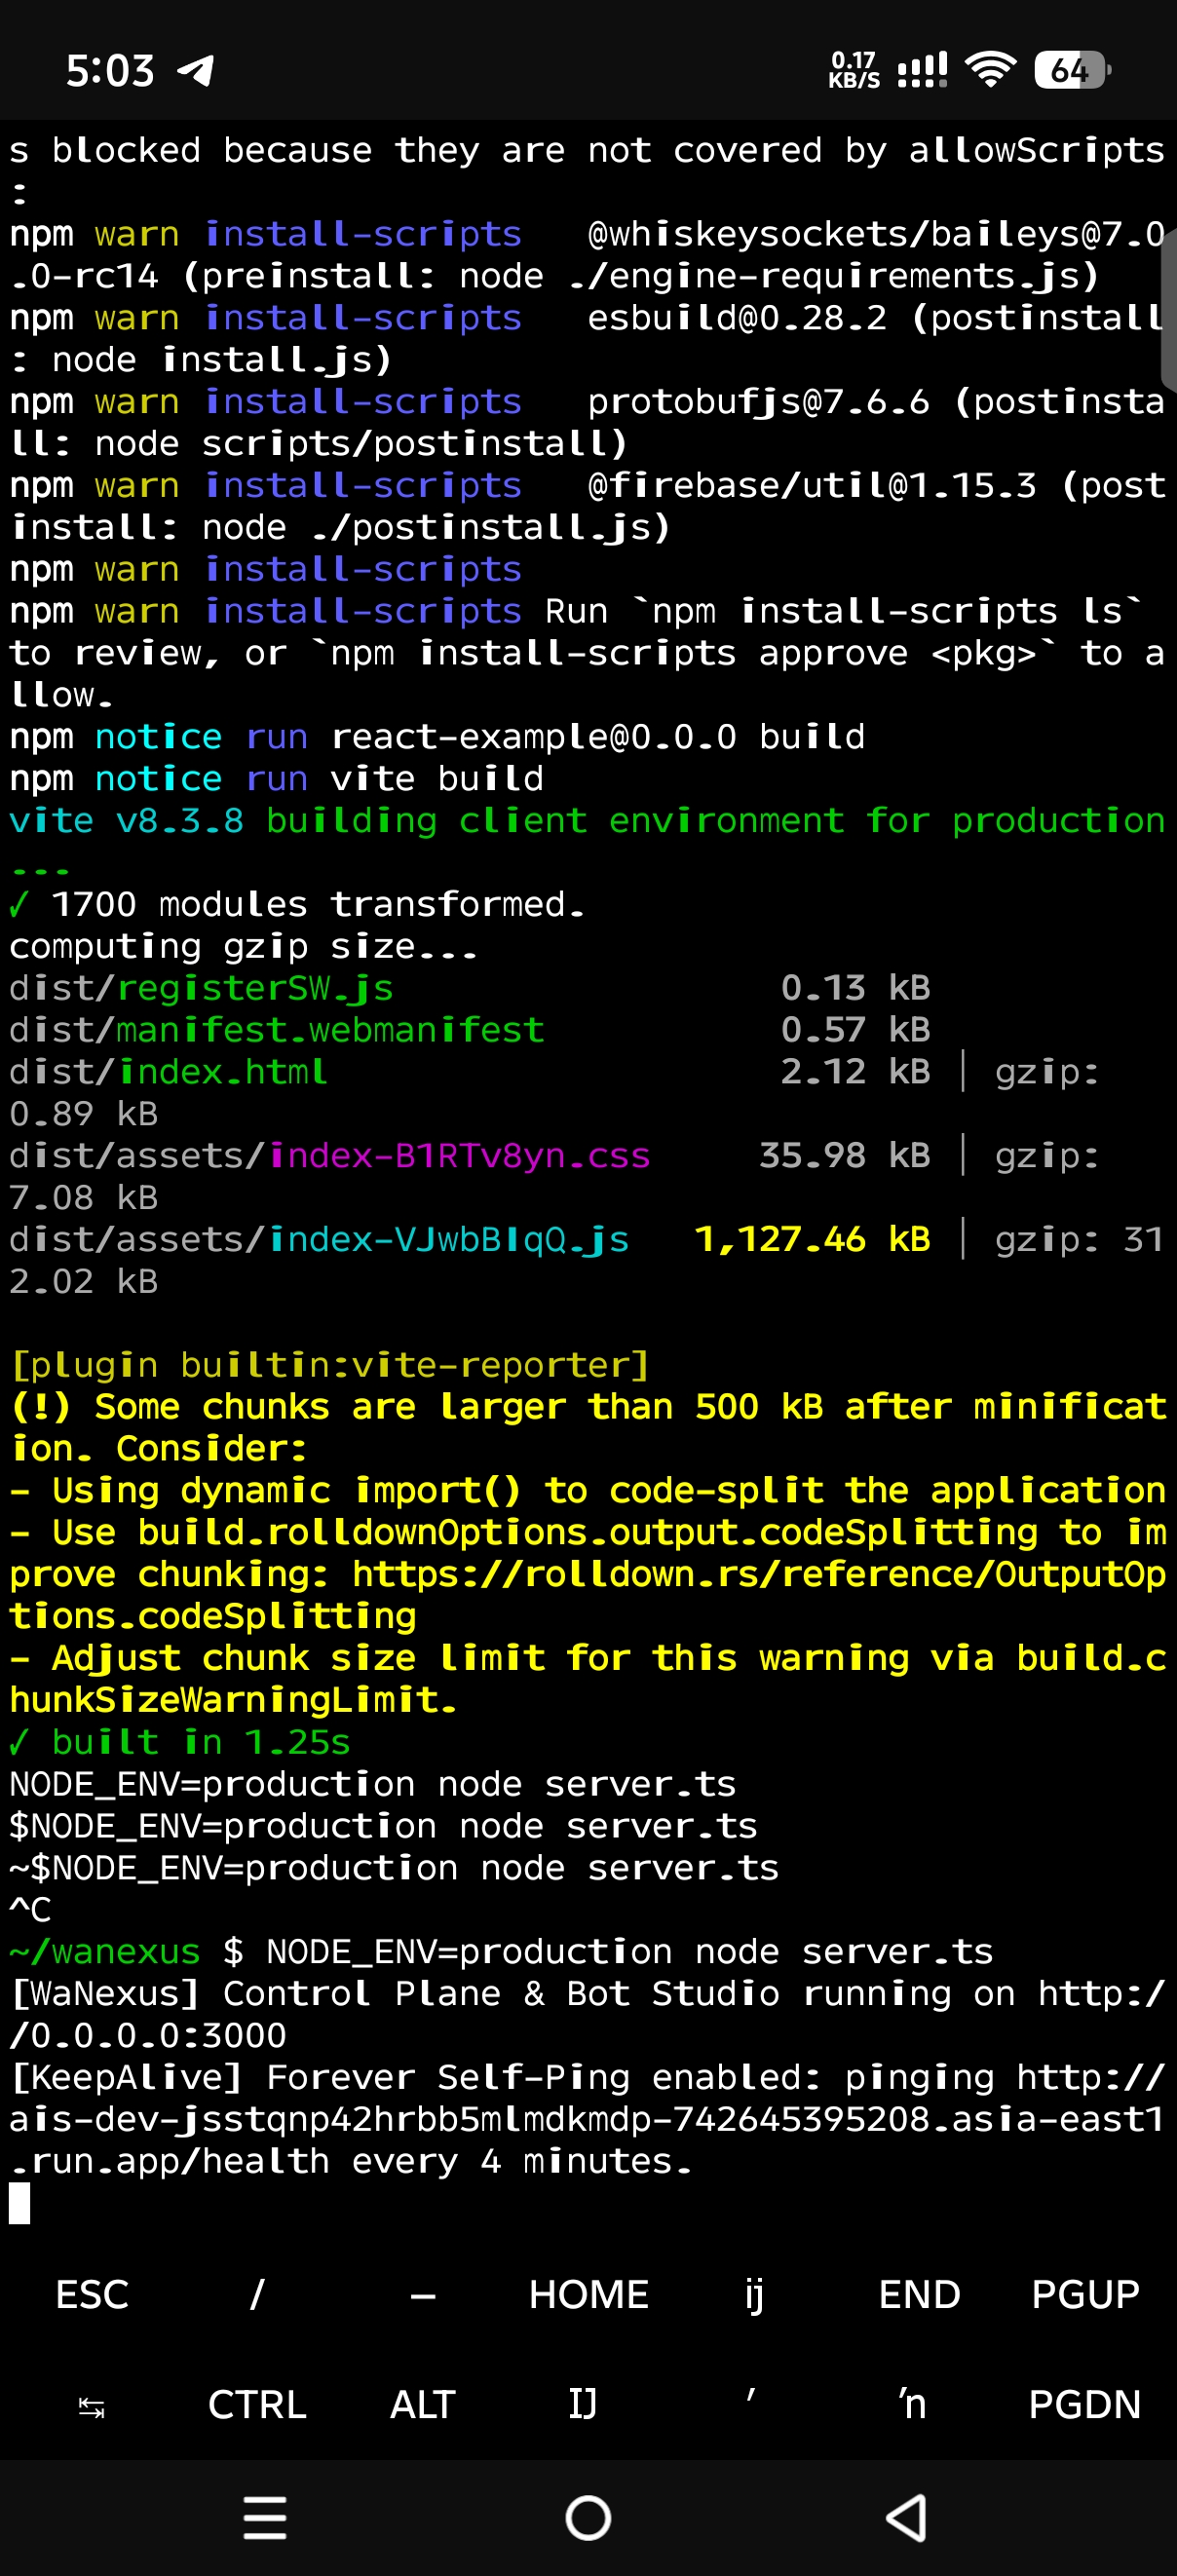 5:03
0.17 KB/S
64
s blocked because they are not covered by allowScripts
:
npm warn install-scripts   @whiskeysockets/baileys@7.0
.0-rc14 (preinstall: node ./engine-requirements.js)
npm warn install-scripts   esbuild@0.28.2 (postinstall
: node install.js)
npm warn install-scripts   protobufjs@7.6.6 (postinsta
ll: node scripts/postinstall)
npm warn install-scripts   @firebase/util@1.15.3 (post
install: node ./postinstall.js)
npm warn install-scripts
npm warn install-scripts Run `npm install-scripts ls`
to review, or `npm install-scripts approve <pkg>` to a
llow.
npm notice run react-example@0.0.0 build
npm notice run vite build
vite v8.3.8 building client environment for production
...
✓ 1700 modules transformed.
computing gzip size...
dist/registerSW.js                  0.13 kB
dist/manifest.webmanifest           0.57 kB
dist/index.html                     2.12 kB │ gzip:
0.89 kB
dist/assets/index-B1RTv8yn.css     35.98 kB │ gzip:
7.08 kB
dist/assets/index-VJwbBIqQ.js   1,127.46 kB │ gzip: 31
2.02 kB
[plugin builtin:vite-reporter]
(!) Some chunks are larger than 500 kB after minificat
ion. Consider:
- Using dynamic import() to code-split the application
- Use build.rolldownOptions.output.codeSplitting to im
prove chunking: https://rolldown.rs/reference/OutputOp
tions.codeSplitting
- Adjust chunk size limit for this warning via build.c
hunkSizeWarningLimit.
✓ built in 1.25s
NODE_ENV=production node server.ts
$NODE_ENV=production node server.ts
~$NODE_ENV=production node server.ts
^C
~/wanexus $ NODE_ENV=production node server.ts
[WaNexus] Control Plane & Bot Studio running on http:/
/0.0.0.0:3000
[KeepAlive] Forever Self-Ping enabled: pinging http://
ais-dev-jsstqnp42hrbb5mlmdkmdp-742645395208.asia-east1
.run.app/health every 4 minutes.
ESC / – HOME ĳ END PGUP
↹ CTRL ALT Ĳ ′ ŉ PGDN